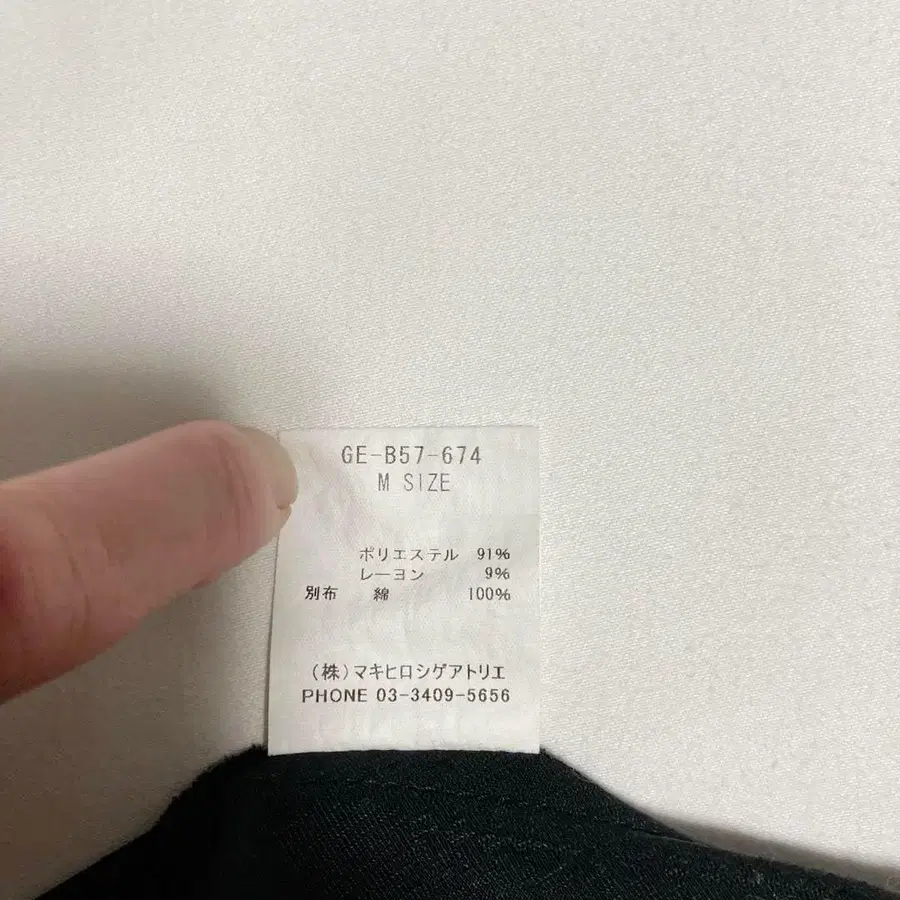 GE-B57-674
M SIZE
ポリエステル 91%
レーヨン 9%
別布 綿 100%
(株)マキヒロシゲアトリエ
PHONE 03-3409-5656